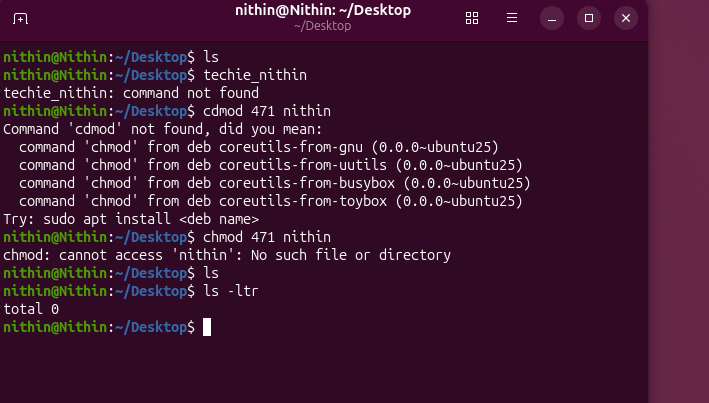 nithin@Nithin: ~/Desktop
~/Desktop
nithin@Nithin:~/Desktop$ ls
nithin@Nithin:~/Desktop$ techie_nithin
techie_nithin: command not found
nithin@Nithin:~/Desktop$ cdmod 471 nithin
Command 'cdmod' not found, did you mean:
  command 'chmod' from deb coreutils-from-gnu (0.0.0~ubuntu25)
  command 'chmod' from deb coreutils-from-uutils (0.0.0~ubuntu25)
  command 'chmod' from deb coreutils-from-busybox (0.0.0~ubuntu25)
  command 'chmod' from deb coreutils-from-toybox (0.0.0~ubuntu25)
Try: sudo apt install <deb name>
nithin@Nithin:~/Desktop$ chmod 471 nithin
chmod: cannot access 'nithin': No such file or directory
nithin@Nithin:~/Desktop$ ls
nithin@Nithin:~/Desktop$ ls -ltr
total 0
nithin@Nithin:~/Desktop$